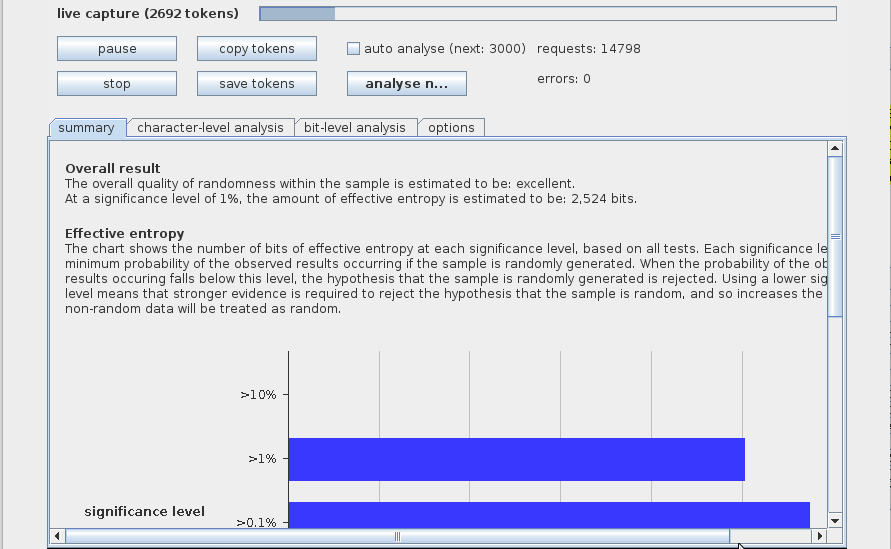 live capture (2692 tokens)
pause copy tokens auto analyse (next: 3000) requests: 14798
stop save tokens analyse n... errors: 0
summary character-level analysis bit-level analysis options
Overall result
The overall quality of randomness within the sample is estimated to be: excellent.
At a significance level of 1%, the amount of effective entropy is estimated to be: 2,524 bits.
Effective entropy
The chart shows the number of bits of effective entropy at each significance level, based on all tests. Each significance le
minimum probability of the observed results occurring if the sample is randomly generated. When the probability of the ob
results occuring falls below this level, the hypothesis that the sample is randomly generated is rejected. Using a lower sig
level means that stronger evidence is required to reject the hypothesis that the sample is random, and so increases the
non-random data will be treated as random.
>10%
>1%
significance level
>0.1%